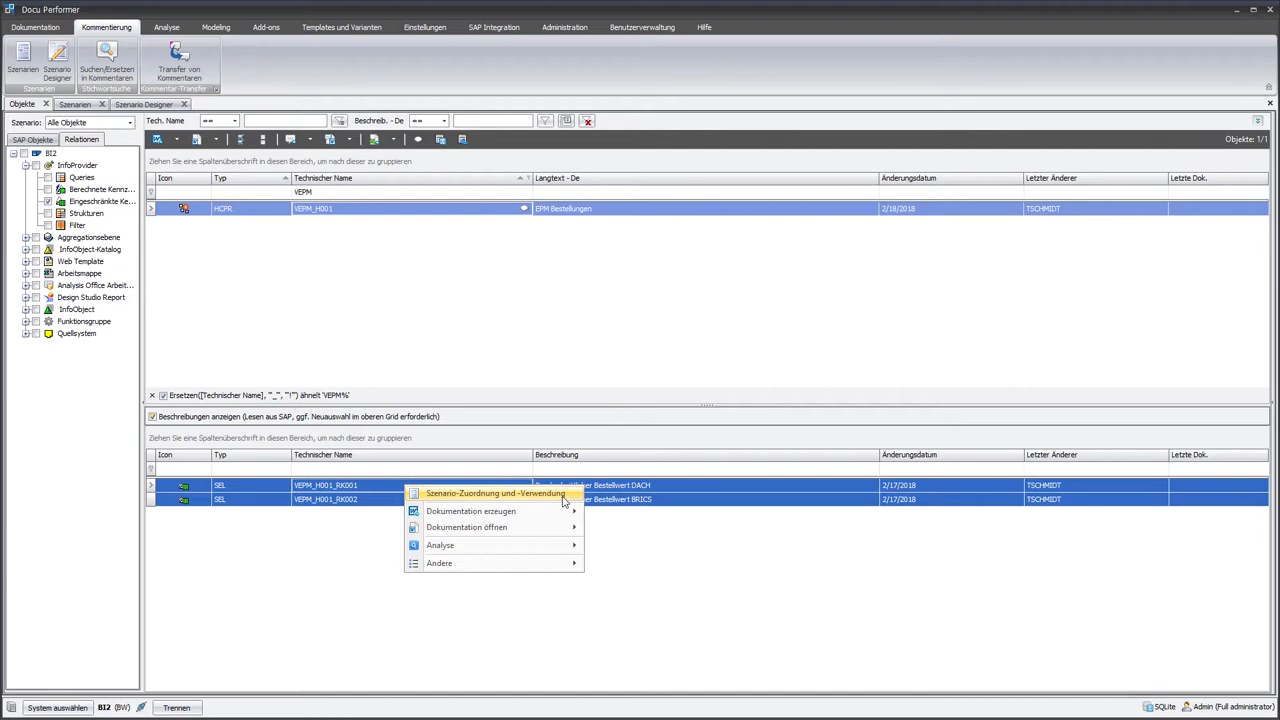 Docu Performer
Dokumentation Kommentierung Analyse Modeling Add-ons Templates und Varianten Einstellungen SAP Integration Administration Benutzerverwaltung Hilfe
Szenarien Szenario Designer Suchen/Ersetzen in Kommentaren Transfer von Kommentaren
Szenarien Stichwortsuche Kommentar-Transfer
Objekte Szenarien Szenario Designer
Szenario: Alle Objekte Tech. Name == Beschreib. - De ==
SAP Objekte Relationen Objekte: 1/1
BI2
InfoProvider
Queries
Berechnete Kennz...
Eingeschränkte Ke...
Strukturen
Filter
Aggregationsebene
InfoObject-Katalog
Web Template
Arbeitsmappe
Analysis Office Arbeit...
Design Studio Report
InfoObject
Funktionsgruppe
Quellsystem
Ziehen Sie eine Spaltenüberschrift in diesen Bereich, um nach dieser zu gruppieren
Icon Typ Technischer Name Langtext - De Änderungsdatum Letzter Änderer Letzte Dok.
VEPM
HCPR VEPM_H001 EPM Bestellungen 2/18/2018 TSCHMIDT
Ersetzen([Technischer Name], '"_"', '"!"') ähnelt 'VEPM%'
Beschreibungen anzeigen (Lesen aus SAP, ggf. Neuauswahl im oberen Grid erforderlich)
Ziehen Sie eine Spaltenüberschrift in diesen Bereich, um nach dieser zu gruppieren
Icon Typ Technischer Name Beschreibung Änderungsdatum Letzter Änderer Letzte Dok.
SEL VEPM_H001_RK001 Bestellwert DACH 2/17/2018 TSCHMIDT
SEL VEPM_H001_RK002 Bestellwert BRICS 2/17/2018 TSCHMIDT
Szenario-Zuordnung und -Verwendung
Dokumentation erzeugen
Dokumentation öffnen
Analyse
Andere
System auswählen BI2 (BW) Trennen SQLite Admin (Full administrator)